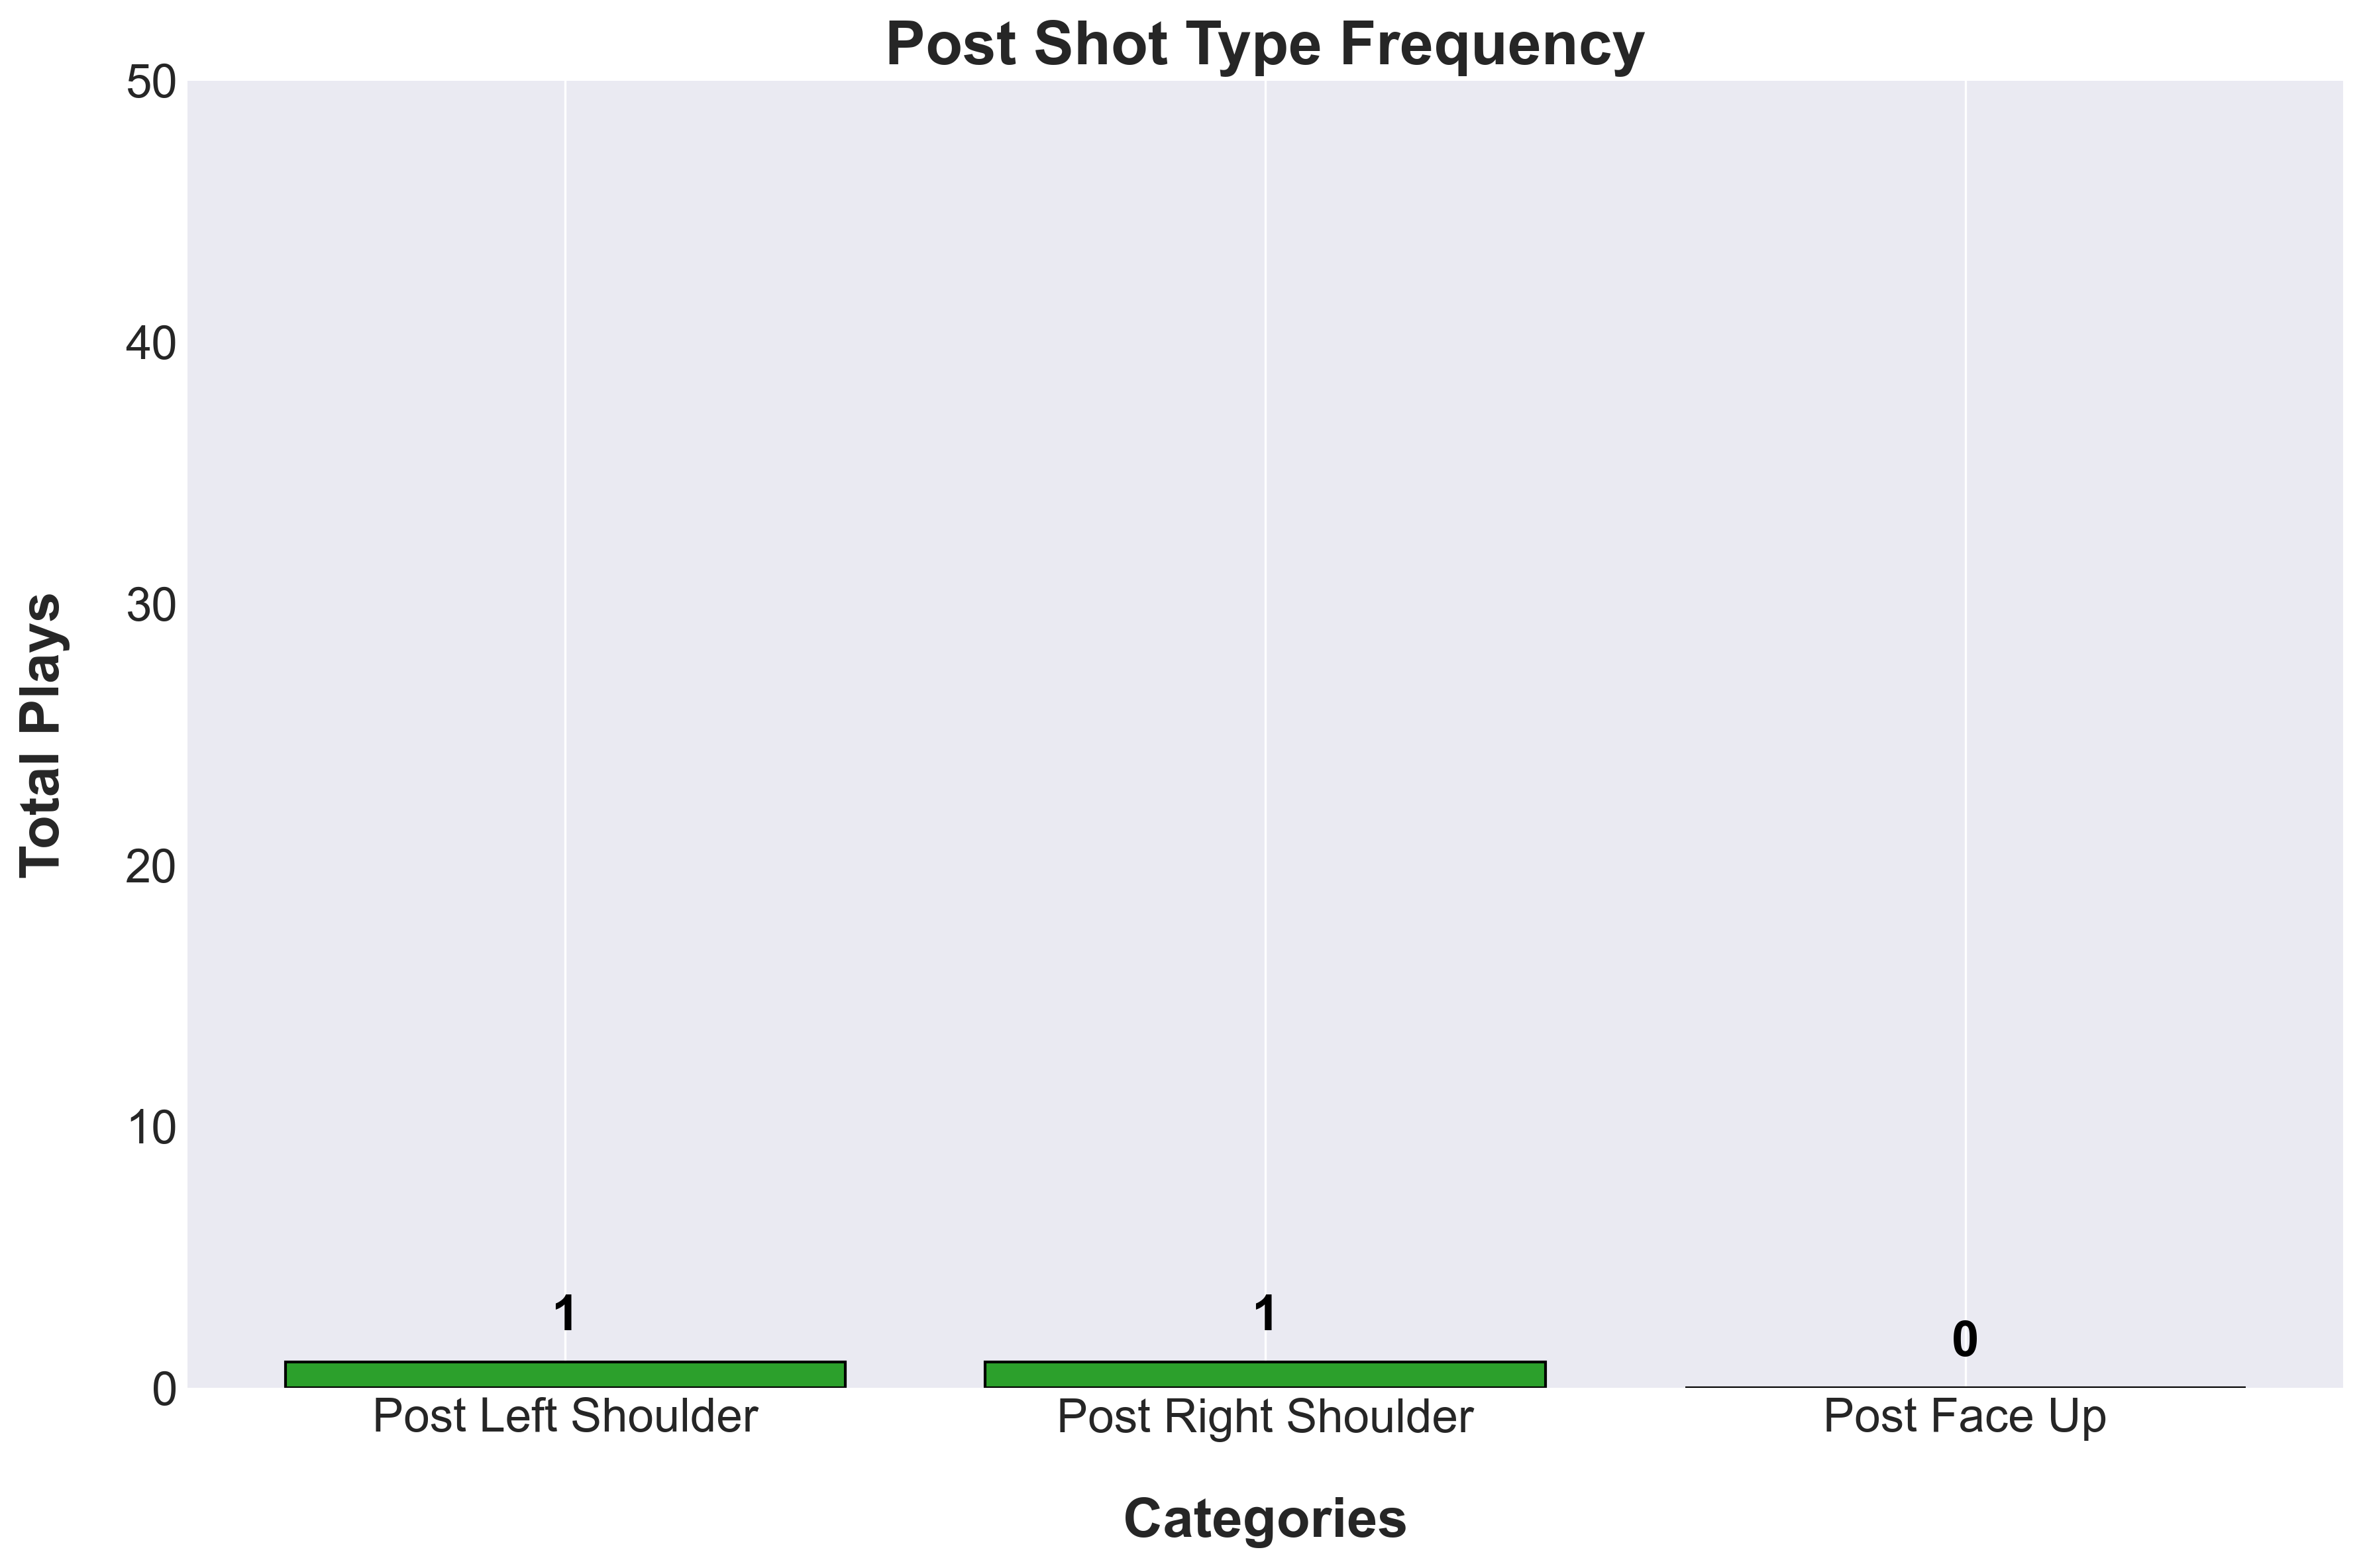 Post Shot Type Frequency
Total Plays
50
40
30
20
10
0
1
1
0
Post Left Shoulder
Post Right Shoulder
Post Face Up
Categories